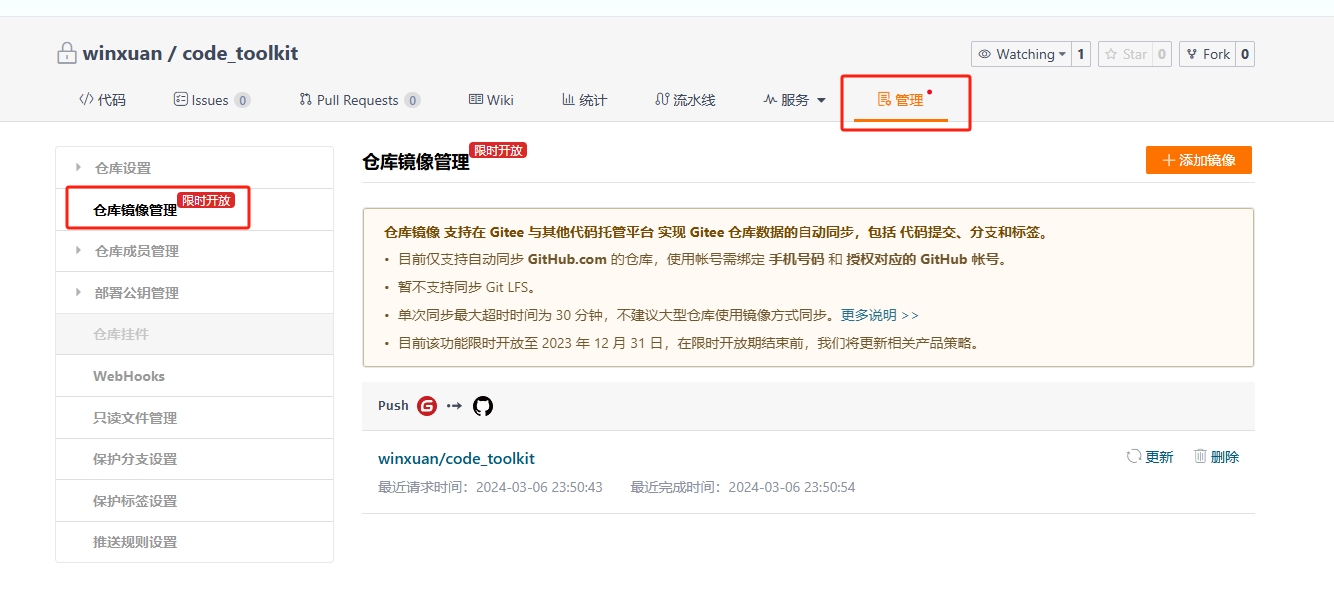 winxuan / code_toolkit
Watching 1 Star 0 Fork 0
代码 Issues 0 Pull Requests 0 Wiki 统计 流水线 服务 管理
仓库设置
仓库镜像管理 限时开放
仓库成员管理
部署公钥管理
仓库挂件
WebHooks
只读文件管理
保护分支设置
保护标签设置
推送规则设置
仓库镜像管理 限时开放
+ 添加镜像
仓库镜像 支持在 Gitee 与其他代码托管平台 实现 Gitee 仓库数据的自动同步，包括 代码提交、分支和标签。
• 目前仅支持自动同步 GitHub.com 的仓库，使用帐号需绑定 手机号码 和 授权对应的 GitHub 帐号。
• 暂不支持同步 Git LFS。
• 单次同步最大超时时间为 30 分钟，不建议大型仓库使用镜像方式同步。更多说明 >>
• 目前该功能限时开放至 2023 年 12 月 31 日，在限时开放期结束前，我们将更新相关产品策略。
Push
winxuan/code_toolkit
更新 删除
最近请求时间：2024-03-06 23:50:43 最近完成时间：2024-03-06 23:50:54